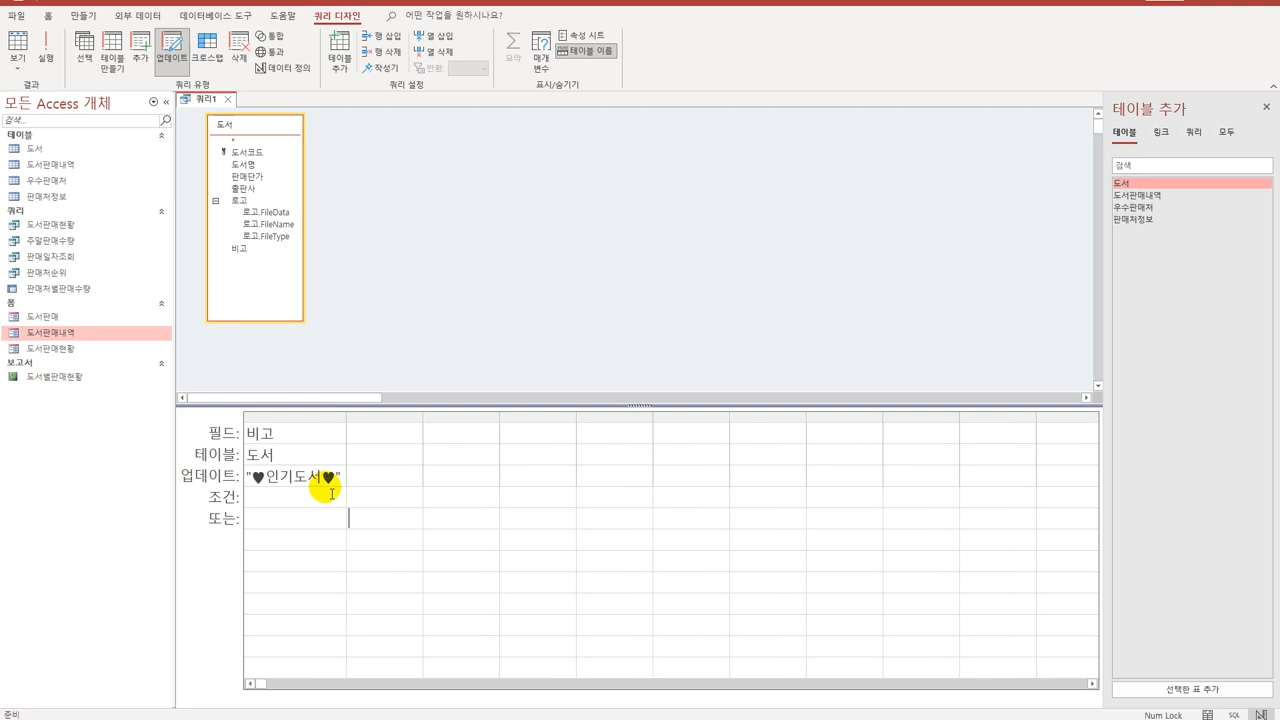 파일 홈 만들기 외부 데이터 데이터베이스 도구 도움말 쿼리 디자인 어떤 작업을 원하시나요?
보기 실행 선택 테이블 만들기 추가 업데이트 크로스탭 삭제 통합 통과 데이터 정의 테이블 추가 행 삽입 행 삭제 작성기 열 삽입 열 삭제 반환: 요약 매개 변수 속성 시트 테이블 이름
결과 쿼리 유형 쿼리 설정 표시/숨기기
모든 Access 개체
검색...
테이블
도서
도서판매내역
우수판매처
판매처정보
쿼리
도서판매현황
주말판매수량
판매일자조회
판매처순위
판매처별판매수량
폼
도서판매
도서판매내역
도서판매현황
보고서
도서별판매현황
쿼리1
도서
*
도서코드
도서명
판매단가
출판사
로고
로고.FileData
로고.FileName
로고.FileType
비고
필드: 비고
테이블: 도서
업데이트: "♥인기도서♥"
조건:
또는:
테이블 추가
테이블 링크 쿼리 모두
검색
도서
도서판매내역
우수판매처
판매처정보
선택한 표 추가
준비 Num Lock SQL